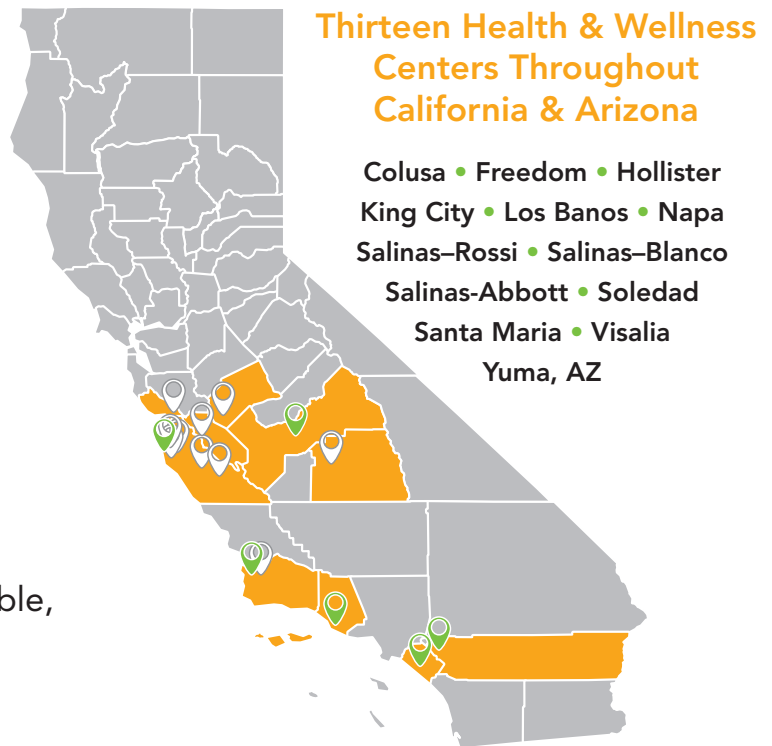 Thirteen Health & Wellness
Centers Throughout
California & Arizona
Colusa • Freedom • Hollister
King City • Los Banos • Napa
Salinas–Rossi • Salinas–Blanco
Salinas-Abbott • Soledad
Santa Maria • Visalia
Yuma, AZ
ble,